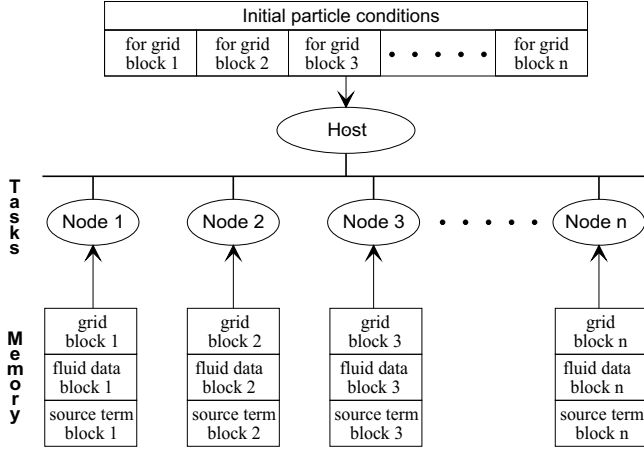 Initial particle conditions
for grid for grid for grid for grid
block 1 block 2 block 3 • • • • • block n
Host
Tasks
Node 1 Node 2 Node 3 • • • • • Node n
Memory
grid grid grid grid
block 1 block 2 block 3 block n
fluid data fluid data fluid data fluid data
block 1 block 2 block 3 block n
source term source term source term source term
block 1 block 2 block 3 block n